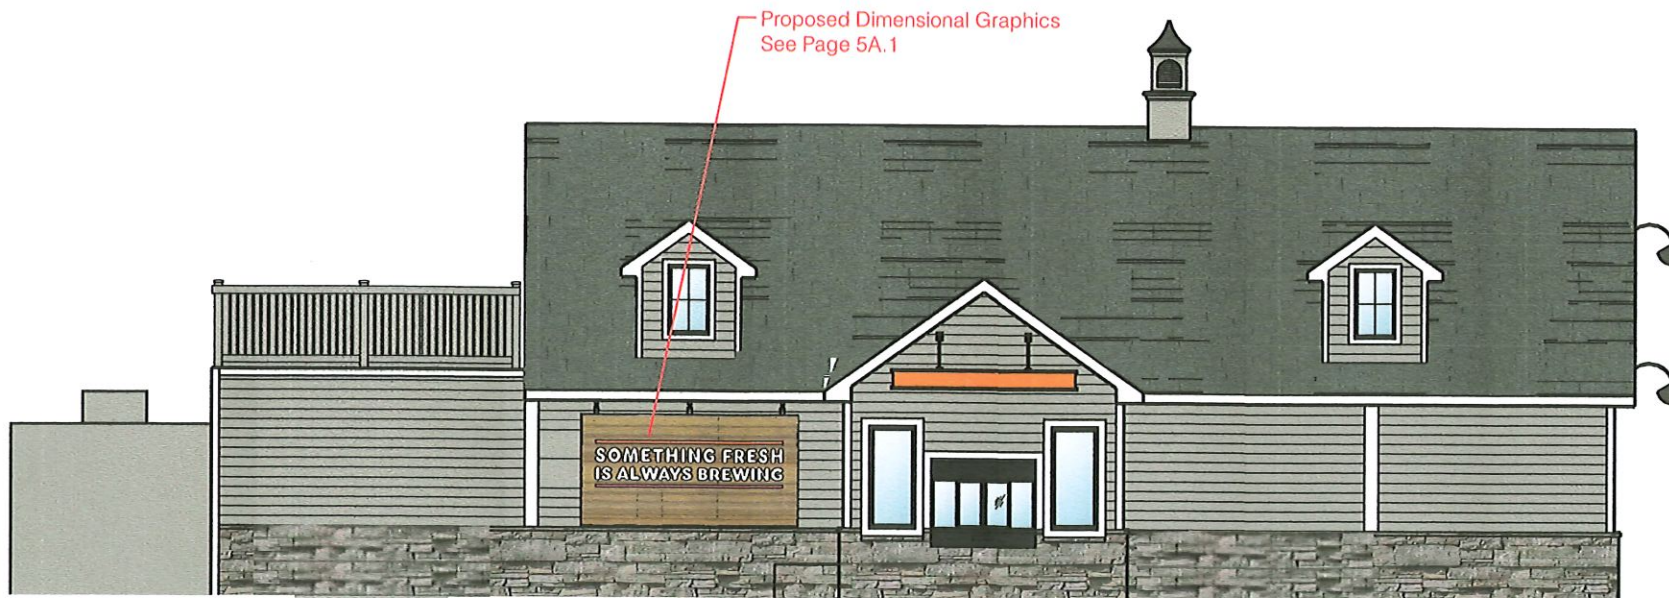 Proposed Dimensional Graphics
See Page 5A.1
SOMETHING FRESH
IS ALWAYS BREWING